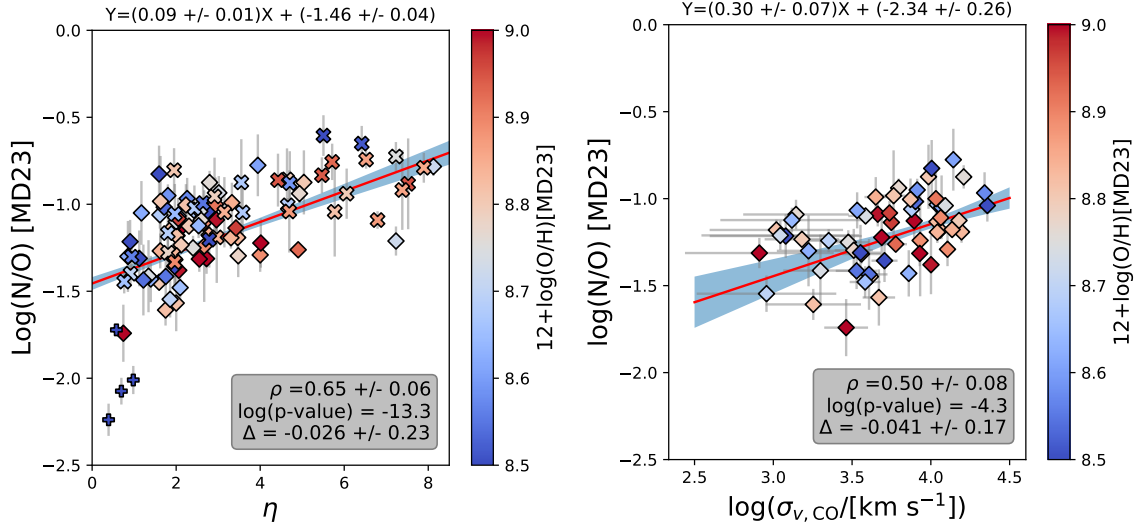 Y=(0.09 +/- 0.01)X + (-1.46 +/- 0.04)
0.0
−0.5
−1.0
−1.5
−2.0
−2.5
Log(N/O) [MD23]
0
2
4
6
8
η
ρ =0.65 +/- 0.06
log(p-value) = -13.3
Δ = -0.026 +/- 0.23
9.0
8.9
8.8
8.7
8.6
8.5
12+log(O/H)[MD23]
Y=(0.30 +/- 0.07)X + (-2.34 +/- 0.26)
0.0
−0.5
−1.0
−1.5
−2.0
−2.5
log(N/O) [MD23]
2.5
3.0
3.5
4.0
4.5
log(σv, CO/[km s⁻¹])
ρ =0.50 +/- 0.08
log(p-value) = -4.3
Δ = -0.041 +/- 0.17
9.0
8.9
8.8
8.7
8.6
8.5
12+log(O/H)[MD23]